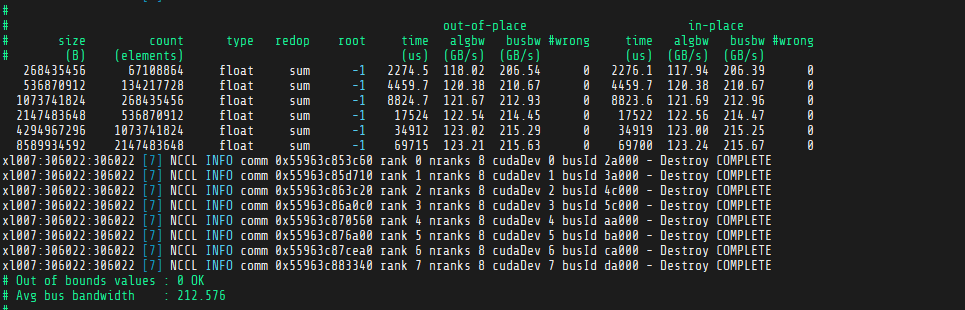 #
# out-of-place in-place
# size count type redop root time algbw busbw #wrong time algbw busbw #wrong
# (B) (elements) (us) (GB/s) (GB/s) (us) (GB/s) (GB/s)
268435456 67108864 float sum -1 2274.5 118.02 206.54 0 2276.1 117.94 206.39 0
536870912 134217728 float sum -1 4459.7 120.38 210.67 0 4459.7 120.38 210.67 0
1073741824 268435456 float sum -1 8824.7 121.67 212.93 0 8823.6 121.69 212.96 0
2147483648 536870912 float sum -1 17524 122.54 214.45 0 17522 122.56 214.47 0
4294967296 1073741824 float sum -1 34912 123.02 215.29 0 34919 123.00 215.25 0
8589934592 2147483648 float sum -1 69715 123.21 215.63 0 69700 123.24 215.67 0
xl007:306022:306022 [7] NCCL INFO comm 0x55963c853c60 rank 0 nranks 8 cudaDev 0 busId 2a000 - Destroy COMPLETE
xl007:306022:306022 [7] NCCL INFO comm 0x55963c85d710 rank 1 nranks 8 cudaDev 1 busId 3a000 - Destroy COMPLETE
xl007:306022:306022 [7] NCCL INFO comm 0x55963c863c20 rank 2 nranks 8 cudaDev 2 busId 4c000 - Destroy COMPLETE
xl007:306022:306022 [7] NCCL INFO comm 0x55963c86a0c0 rank 3 nranks 8 cudaDev 3 busId 5c000 - Destroy COMPLETE
xl007:306022:306022 [7] NCCL INFO comm 0x55963c870560 rank 4 nranks 8 cudaDev 4 busId aa000 - Destroy COMPLETE
xl007:306022:306022 [7] NCCL INFO comm 0x55963c876a00 rank 5 nranks 8 cudaDev 5 busId ba000 - Destroy COMPLETE
xl007:306022:306022 [7] NCCL INFO comm 0x55963c87cea0 rank 6 nranks 8 cudaDev 6 busId ca000 - Destroy COMPLETE
xl007:306022:306022 [7] NCCL INFO comm 0x55963c883340 rank 7 nranks 8 cudaDev 7 busId da000 - Destroy COMPLETE
# Out of bounds values : 0 OK
# Avg bus bandwidth : 212.576
#